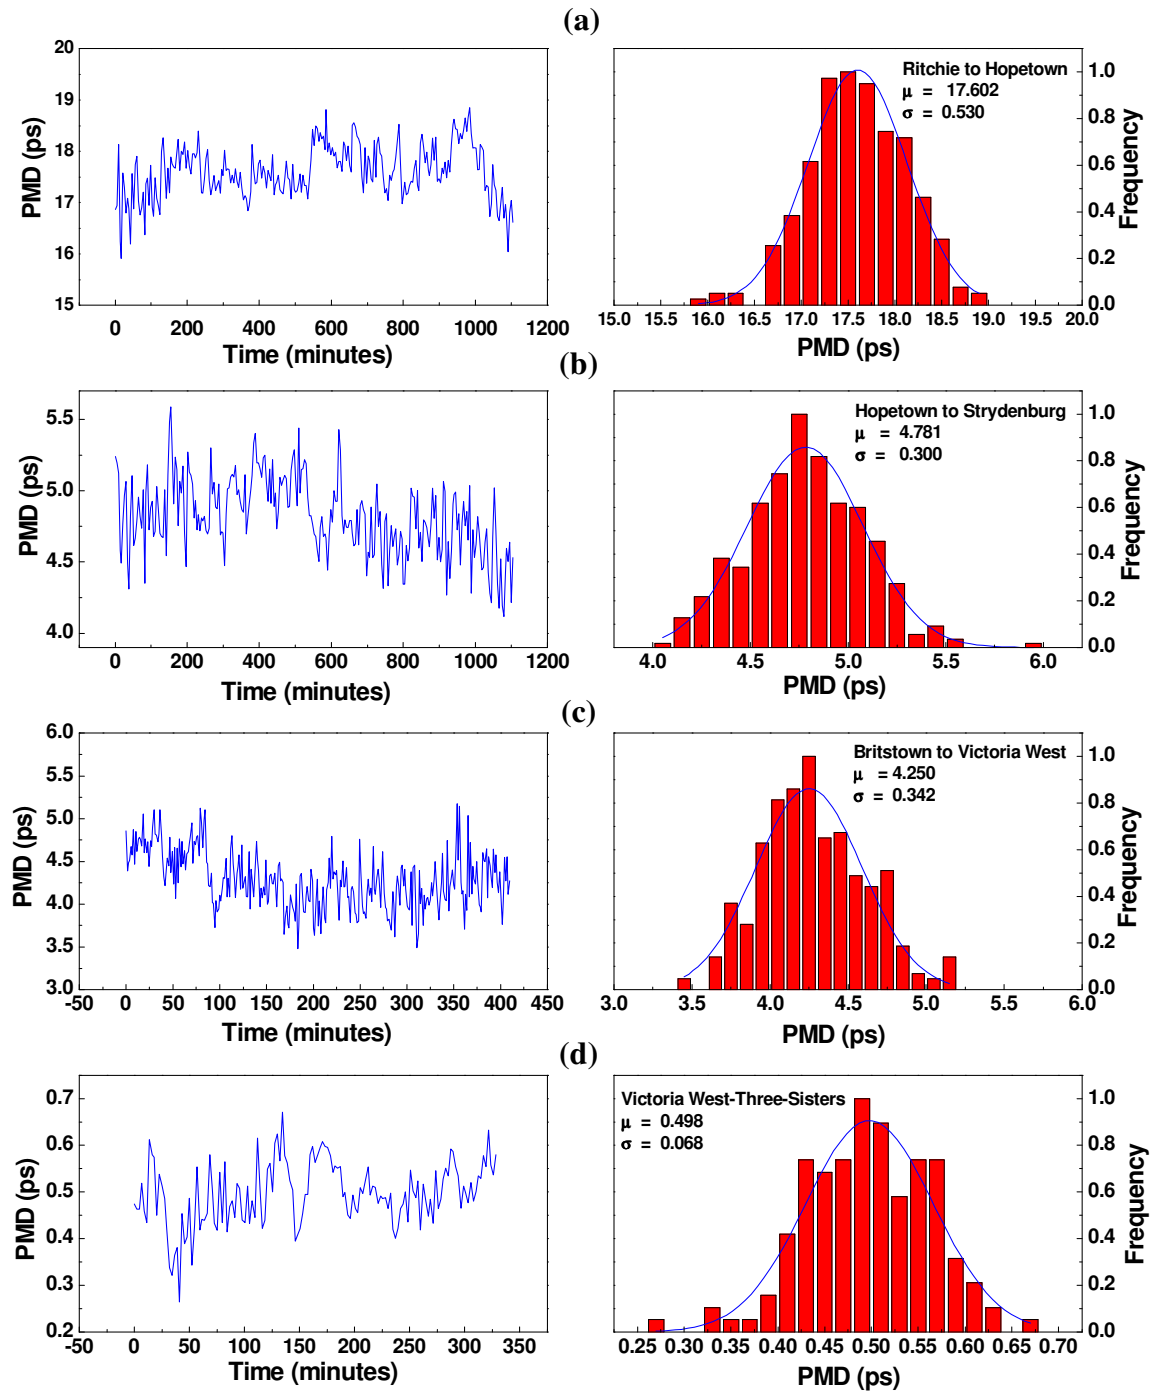 (a)
20
19
18
17
16
15
PMD (ps)
0 200 400 600 800 1000 1200
Time (minutes)
Ritchie to Hopetown
μ = 17.602
σ = 0.530
1.0
0.8
0.6
0.4
0.2
0.0
Frequency
15.0 15.5 16.0 16.5 17.0 17.5 18.0 18.5 19.0 19.5 20.0
PMD (ps)
(b)
5.5
5.0
4.5
4.0
PMD (ps)
0 200 400 600 800 1000 1200
Time (minutes)
Hopetown to Strydenburg
μ = 4.781
σ = 0.300
1.0
0.8
0.6
0.4
0.2
0.0
Frequency
4.0 4.5 5.0 5.5 6.0
PMD (ps)
(c)
6.0
5.5
5.0
4.5
4.0
3.5
3.0
PMD (ps)
-50 0 50 100 150 200 250 300 350 400 450
Time (minutes)
Britstown to Victoria West
μ = 4.250
σ = 0.342
1.0
0.8
0.6
0.4
0.2
0.0
Frequency
3.0 3.5 4.0 4.5 5.0 5.5 6.0
PMD (ps)
(d)
0.7
0.6
0.5
0.4
0.3
0.2
PMD (ps)
-50 0 50 100 150 200 250 300 350
Time (minutes)
Victoria West-Three-Sisters
μ = 0.498
σ = 0.068
1.0
0.8
0.6
0.4
0.2
0.0
Frequency
0.25 0.30 0.35 0.40 0.45 0.50 0.55 0.60 0.65 0.70
PMD (ps)